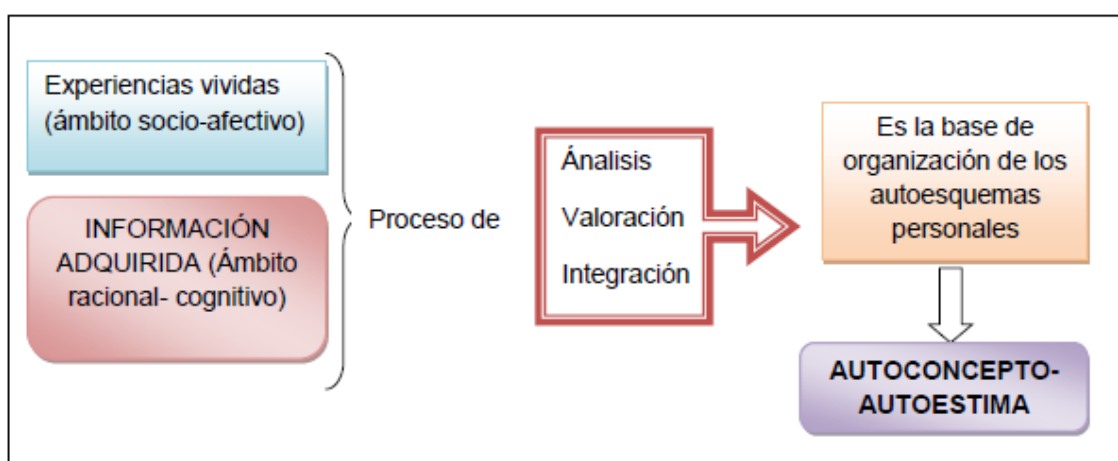 Experiencias vividas
(ámbito socio-afectivo)
INFORMACIÓN
ADQUIRIDA (Ámbito
racional- cognitivo)
Proceso de
Ánalisis
Valoración
Integración
Es la base de
organización de los
autoesquemas
personales
AUTOCONCEPTO-
AUTOESTIMA